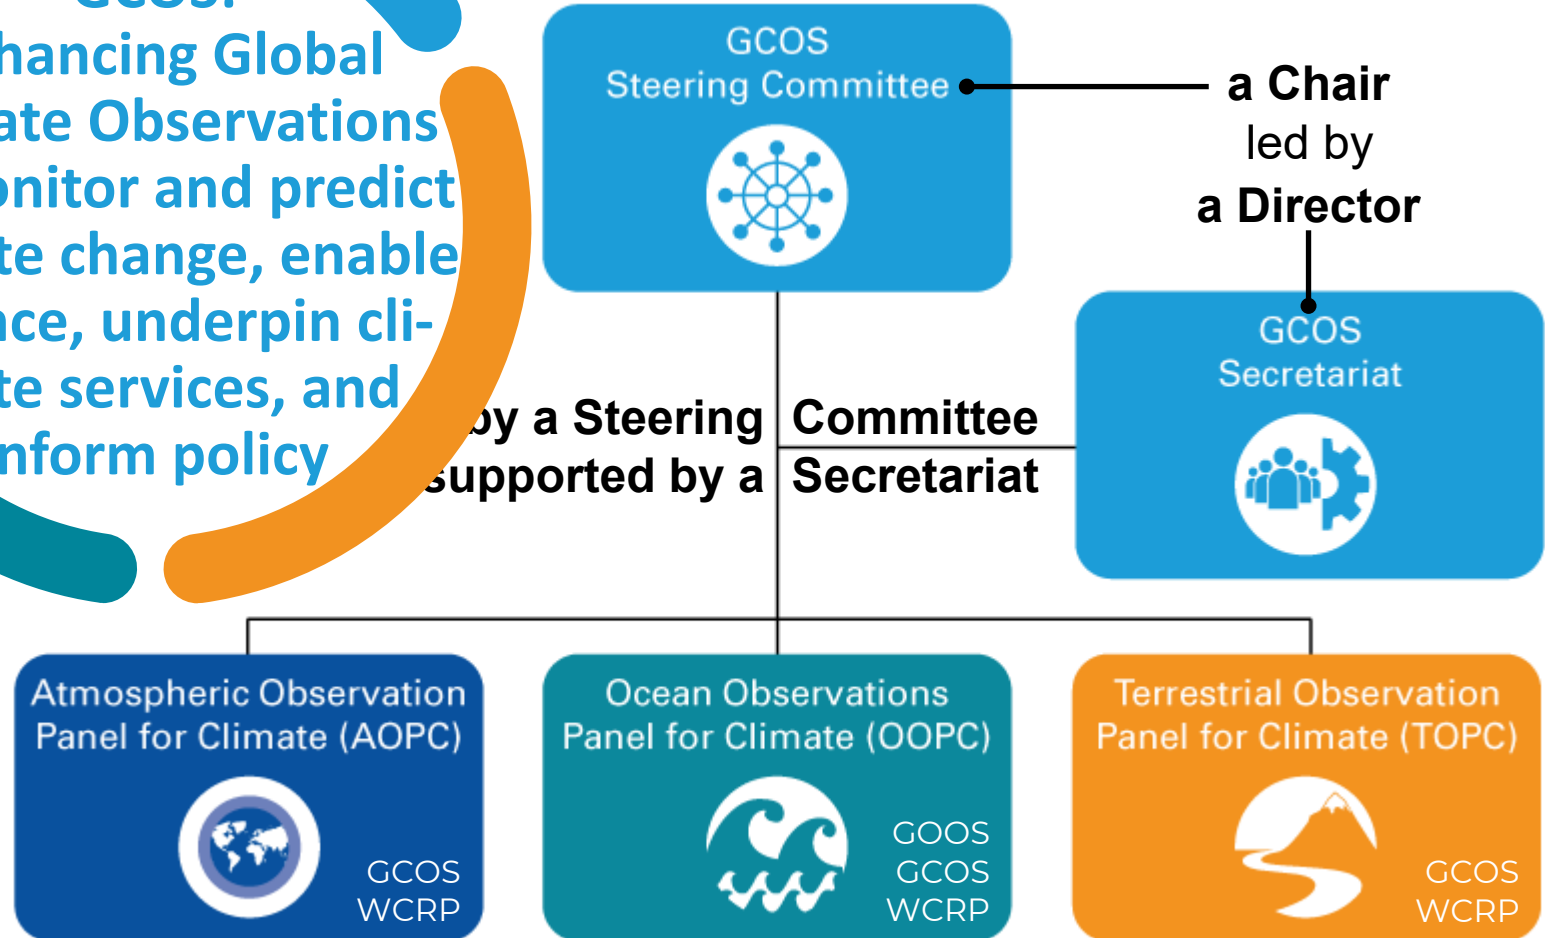 GCOS:
hancing Global
ate Observations
onitor and predict
te change, enable
nce, underpin cli-
te services, and
nform policy
GCOS
Steering Committee
a Chair
led by
a Director
GCOS
Secretariat
by a Steering Committee
supported by a Secretariat
Atmospheric Observation
Panel for Climate (AOPC)
GCOS
WCRP
Ocean Observations
Panel for Climate (OOPC)
GOOS
GCOS
WCRP
Terrestrial Observation
Panel for Climate (TOPC)
GCOS
WCRP